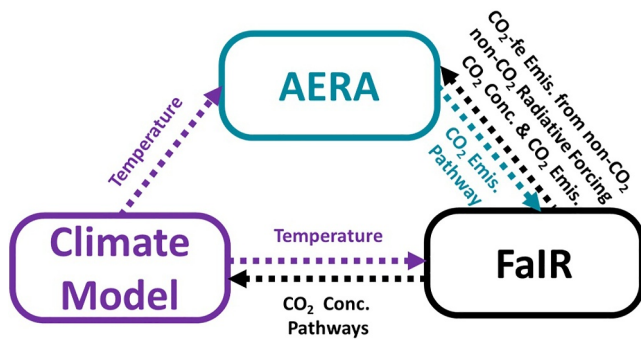 CO₂-fe Emis. from non-CO₂
non-CO₂ Radiative Forcing
CO₂ Conc. & CO₂ Emis.
AERA
CO₂ Emis.
Pathway
Temperature
Climate
Model
Temperature
CO₂ Conc.
Pathways
FaIR